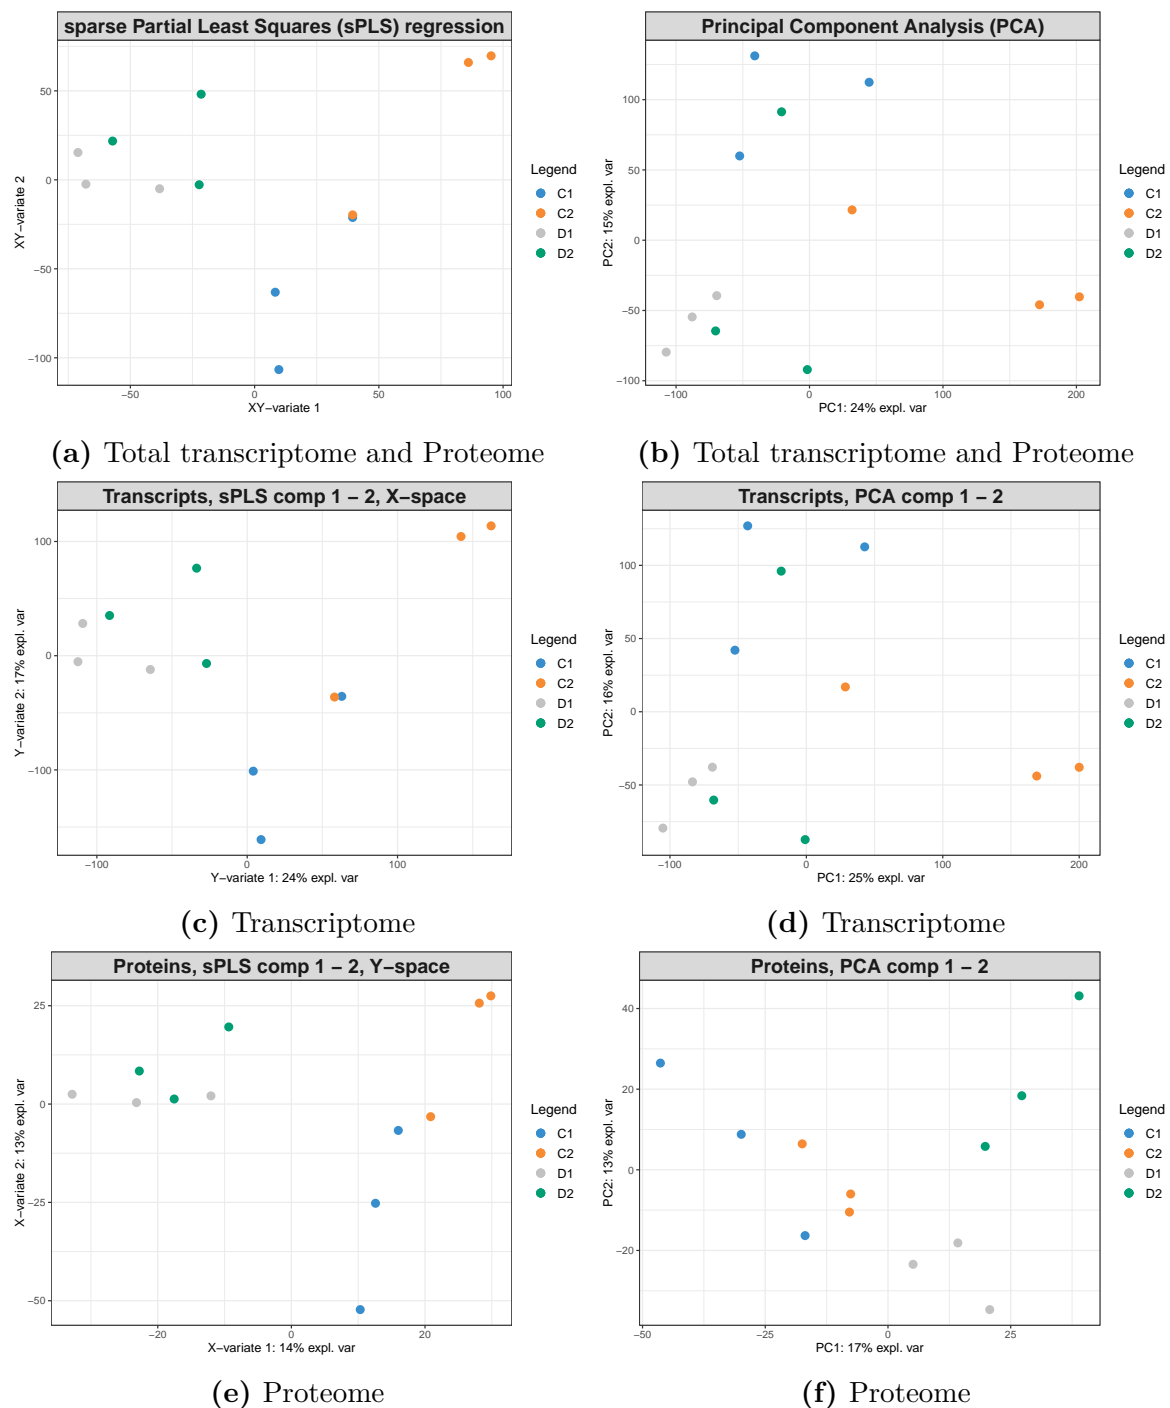 sparse Partial Least Squares (sPLS) regression
XY−variate 2
50
0
−50
−100
−50
0
50
100
XY−variate 1
Legend
C1
C2
D1
D2
(a) Total transcriptome and Proteome
Principal Component Analysis (PCA)
PC2: 15% expl. var
100
50
0
−50
−100
−100
0
100
200
PC1: 24% expl. var
Legend
C1
C2
D1
D2
(b) Total transcriptome and Proteome
Transcripts, sPLS comp 1 − 2, X−space
Y−variate 2: 17% expl. var
100
0
−100
−100
0
100
Y−variate 1: 24% expl. var
Legend
C1
C2
D1
D2
(c) Transcriptome
Transcripts, PCA comp 1 − 2
PC2: 16% expl. var
100
50
0
−50
−100
0
100
200
PC1: 25% expl. var
Legend
C1
C2
D1
D2
(d) Transcriptome
Proteins, sPLS comp 1 − 2, Y−space
X−variate 2: 13% expl. var
25
0
−25
−50
−20
0
20
X−variate 1: 14% expl. var
Legend
C1
C2
D1
D2
(e) Proteome
Proteins, PCA comp 1 − 2
PC2: 13% expl. var
40
20
0
−20
−50
−25
0
25
PC1: 17% expl. var
Legend
C1
C2
D1
D2
(f) Proteome